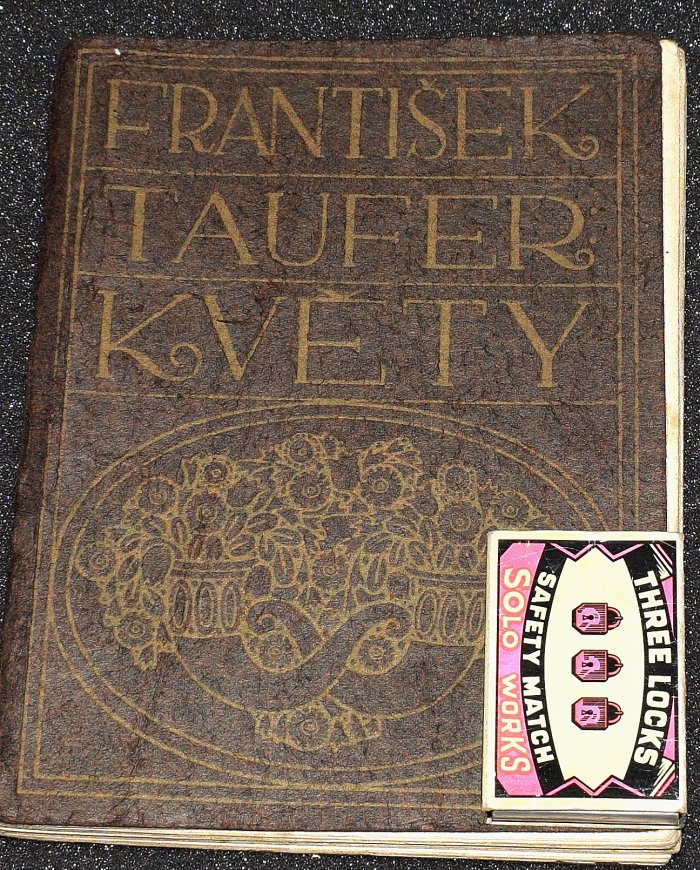 FRANTIŠEK
TAUFER:
KVĚTY
THREE LOCKS
SAFETY MATCH
SOLO WORKS